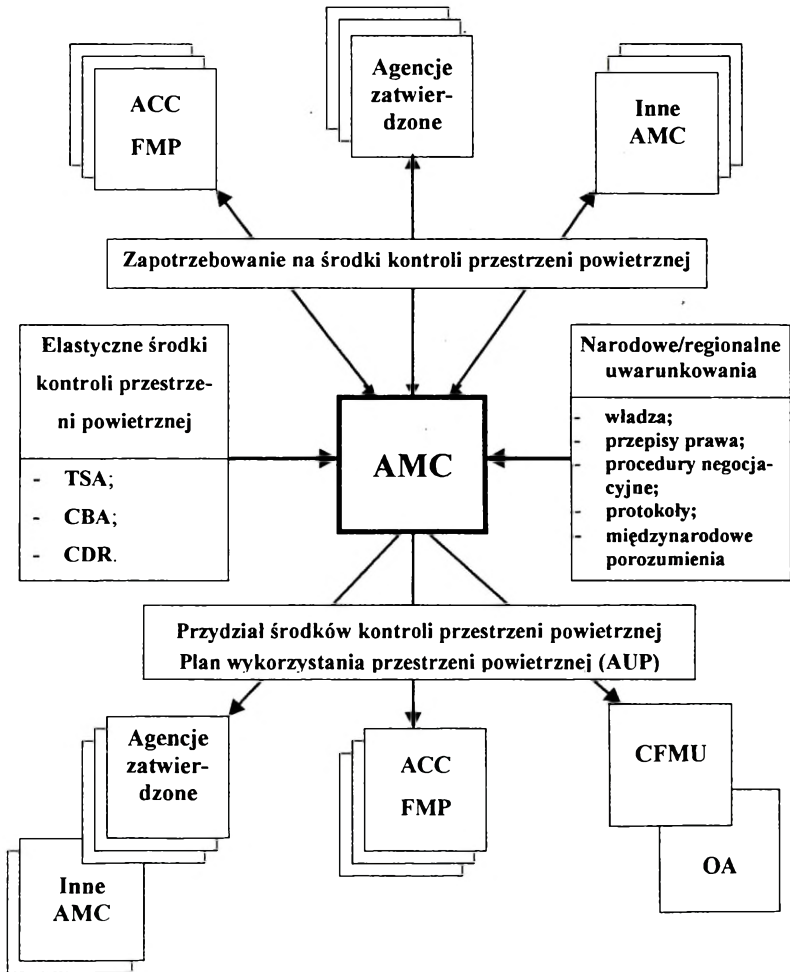 ACC
FMP
Agencje
zatwier-
dzone
Inne
AMC
Zapotrzebowanie na środki kontroli przestrzeni powietrznej
Elastyczne środki
kontroli przestrze-
ni powietrznej
- TSA;
- CBA;
- CDR.
AMC
Narodowe/regionalne
uwarunkowania
- władza;
- przepisy prawa;
- procedury negocja-
cyjne;
- protokoły;
- międzynarodowe
porozumienia
Przydział środków kontroli przestrzeni powietrznej
Plan wykorzystania przestrzeni powietrznej (AUP)
Agencje
zatwier-
dzone
Inne
AMC
ACC
FMP
CFMU
OA